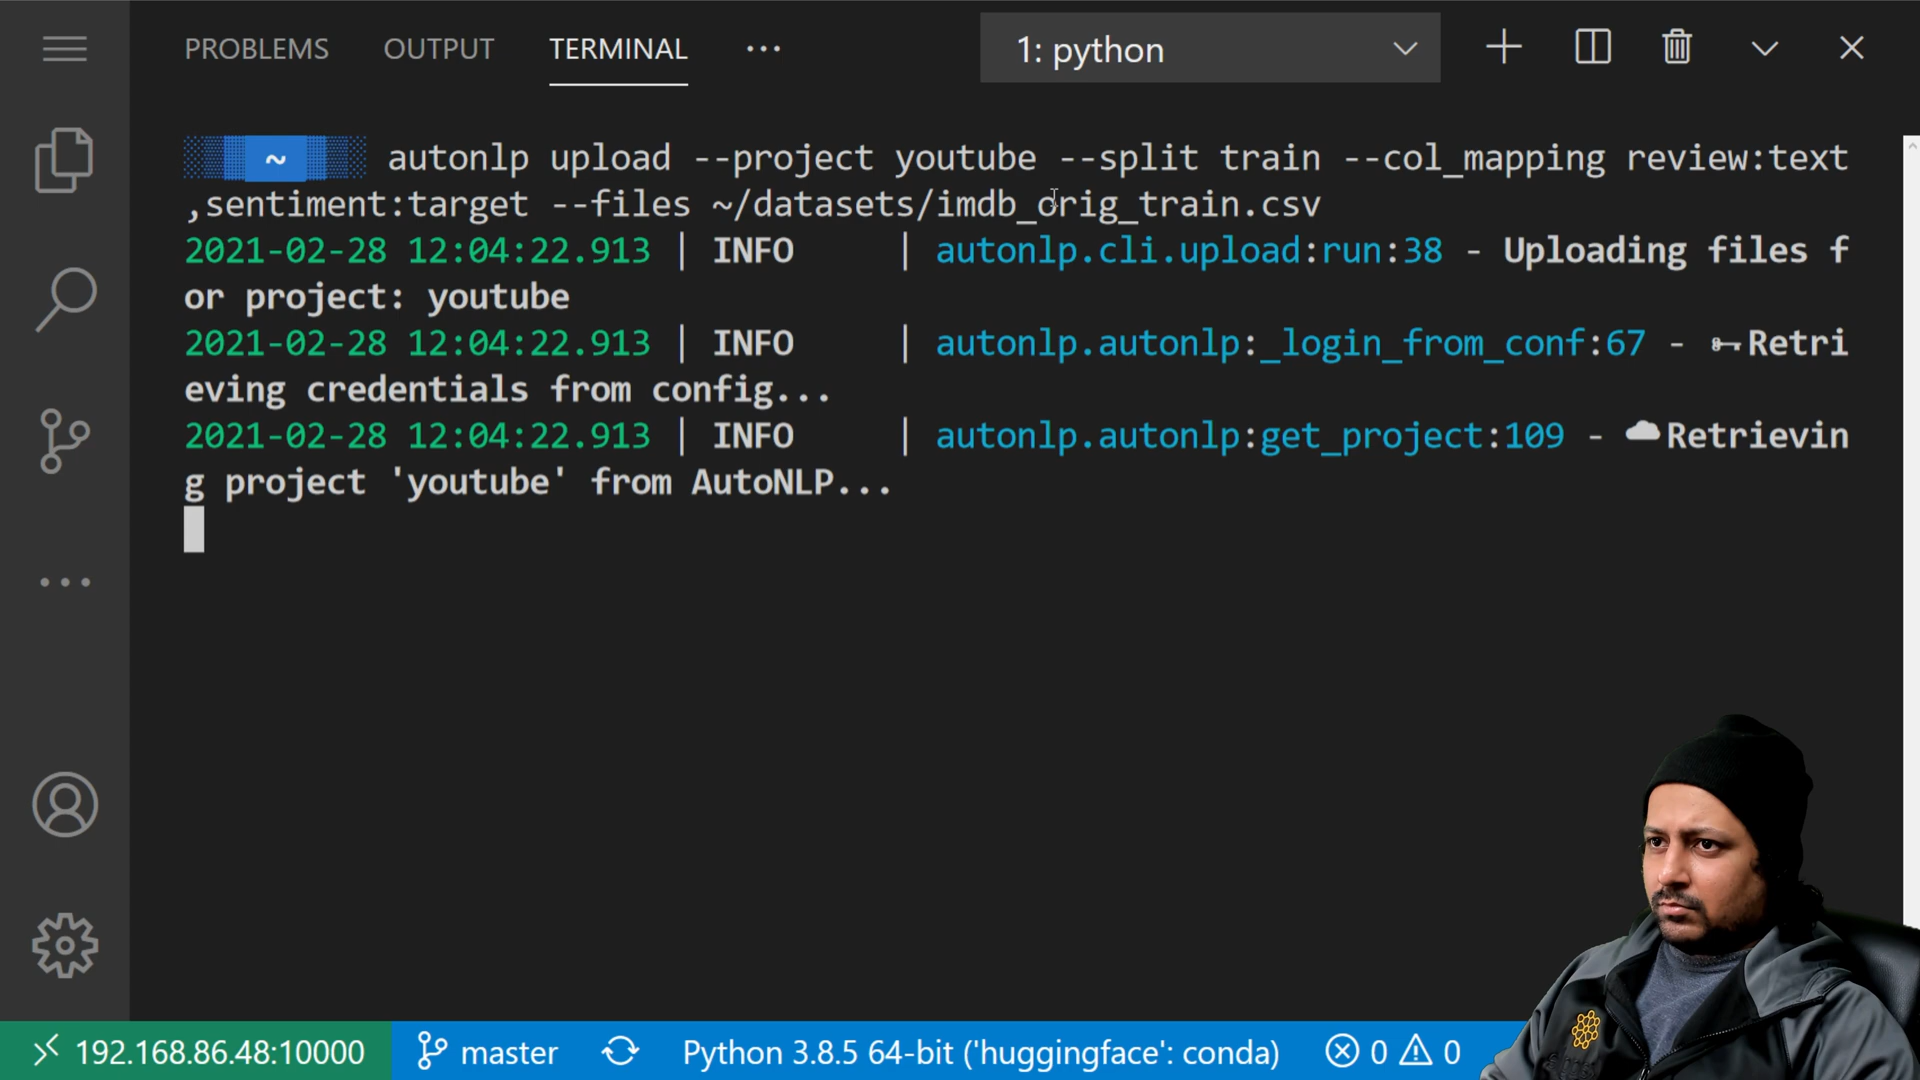 PROBLEMS OUTPUT TERMINAL ... 1: python
~ autonlp upload --project youtube --split train --col_mapping review:text
,sentiment:target --files ~/datasets/imdb_orig_train.csv
2021-02-28 12:04:22.913 | INFO     | autonlp.cli.upload:run:38 - Uploading files f
or project: youtube
2021-02-28 12:04:22.913 | INFO     | autonlp.autonlp:_login_from_conf:67 - 🗝Retri
eving credentials from config...
2021-02-28 12:04:22.913 | INFO     | autonlp.autonlp:get_project:109 - ☁Retrievin
g project 'youtube' from AutoNLP...
192.168.86.48:10000 master Python 3.8.5 64-bit ('huggingface': conda) 0 0